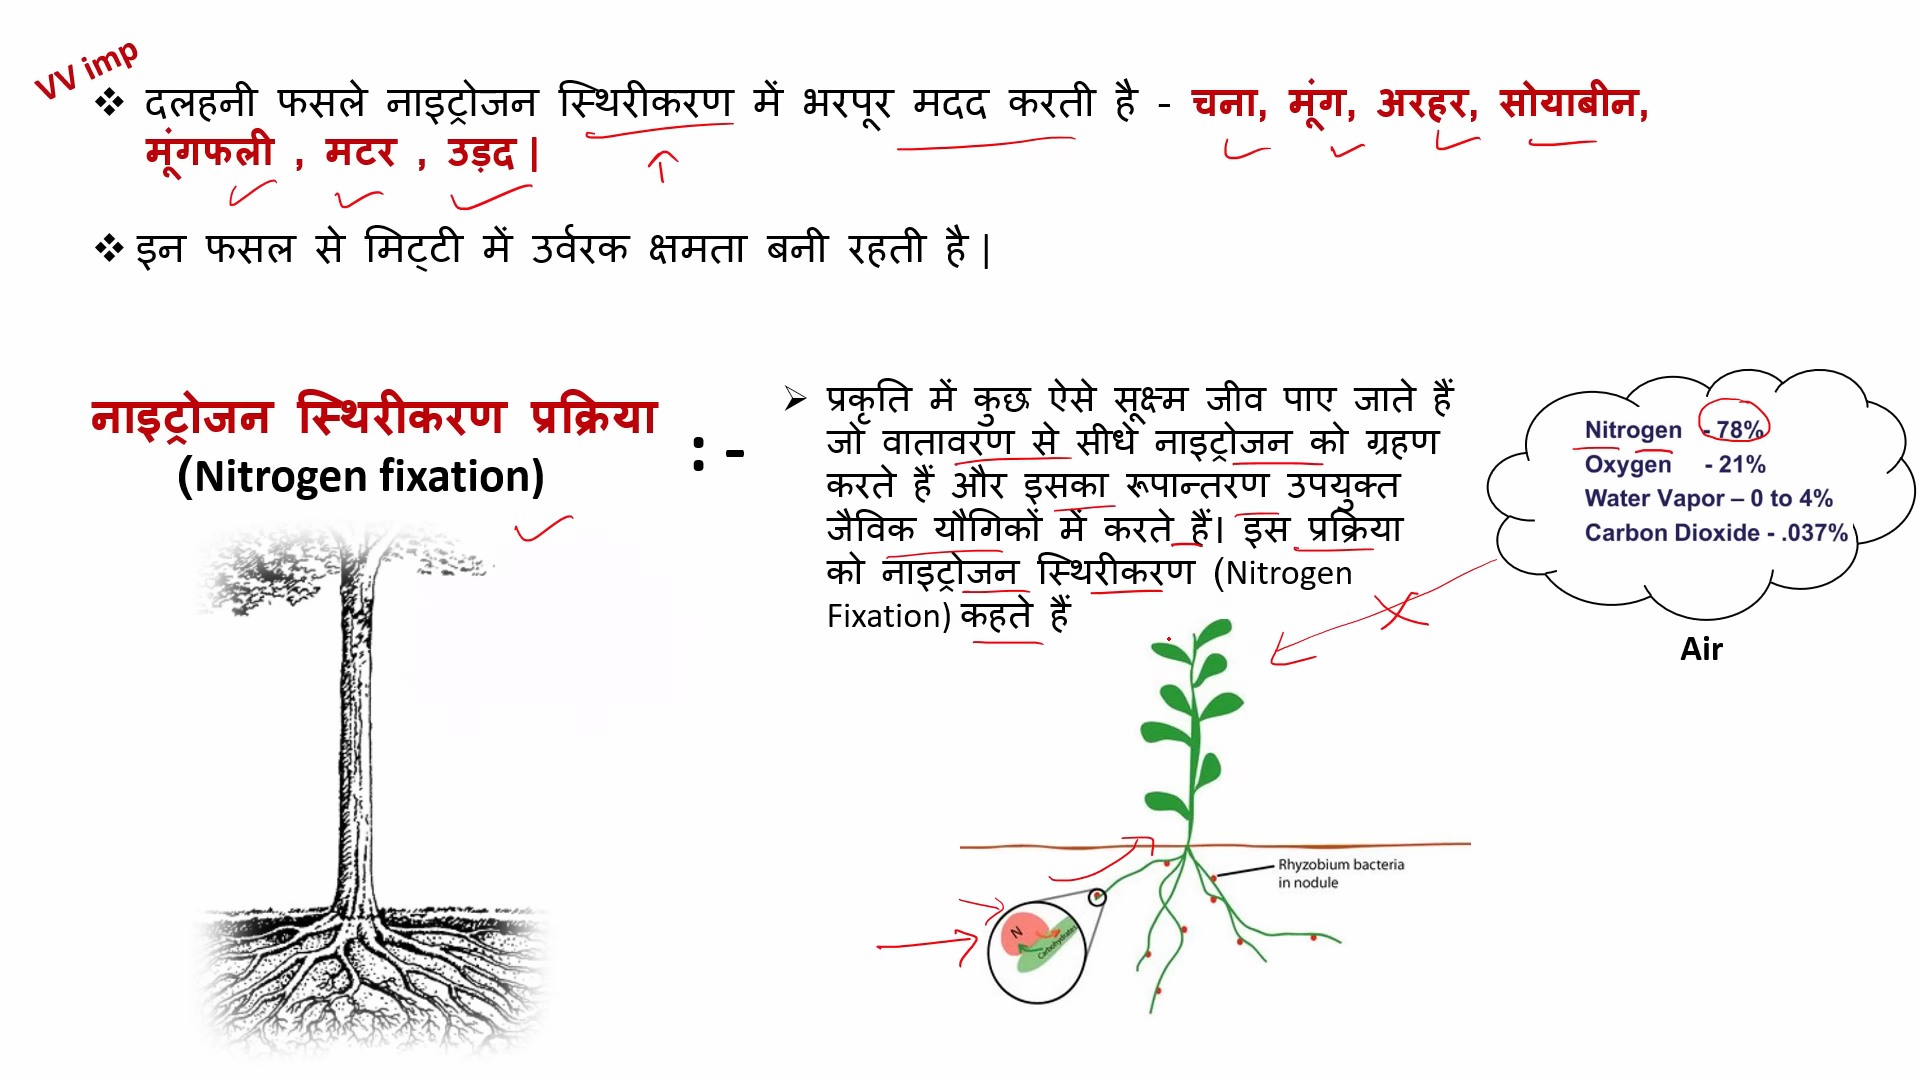 VV imp
❖ दलहनी फसले नाइट्रोजन स्थिरीकरण में भरपूर मदद करती है - चना, मूंग, अरहर, सोयाबीन,
मूंगफली , मटर , उड़द |
❖ इन फसल से मिट्टी में उर्वरक क्षमता बनी रहती है |
नाइट्रोजन स्थिरीकरण प्रक्रिया
(Nitrogen fixation)
: -
➢ प्रकृति में कुछ ऐसे सूक्ष्म जीव पाए जाते हैं
जो वातावरण से सीधे नाइट्रोजन को ग्रहण
करते हैं और इसका रूपान्तरण उपयुक्त
जैविक यौगिकों में करते हैं। इस प्रक्रिया
को नाइट्रोजन स्थिरीकरण (Nitrogen
Fixation) कहते हैं
Nitrogen - 78%
Oxygen - 21%
Water Vapor – 0 to 4%
Carbon Dioxide - .037%
Air
Rhyzobium bacteria
in nodule
N
Carbohydrates